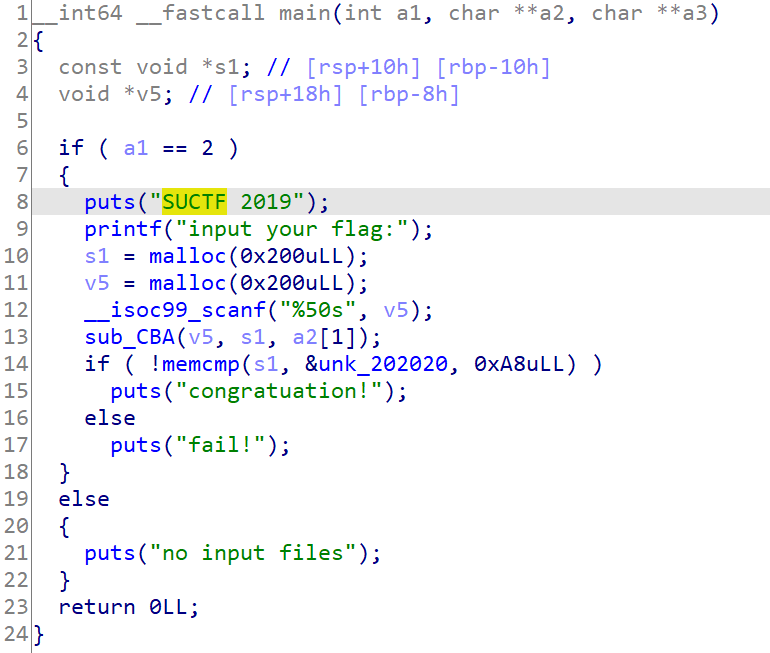 1 __int64 __fastcall main(int a1, char **a2, char **a3)
2 {
3   const void *s1; // [rsp+10h] [rbp-10h]
4   void *v5; // [rsp+18h] [rbp-8h]
5
6   if ( a1 == 2 )
7   {
8     puts("SUCTF 2019");
9     printf("input your flag:");
10     s1 = malloc(0x200uLL);
11     v5 = malloc(0x200uLL);
12     __isoc99_scanf("%50s", v5);
13     sub_CBA(v5, s1, a2[1]);
14     if ( !memcmp(s1, &unk_202020, 0xA8uLL) )
15       puts("congratuation!");
16     else
17       puts("fail!");
18   }
19   else
20   {
21     puts("no input files");
22   }
23   return 0LL;
24 }